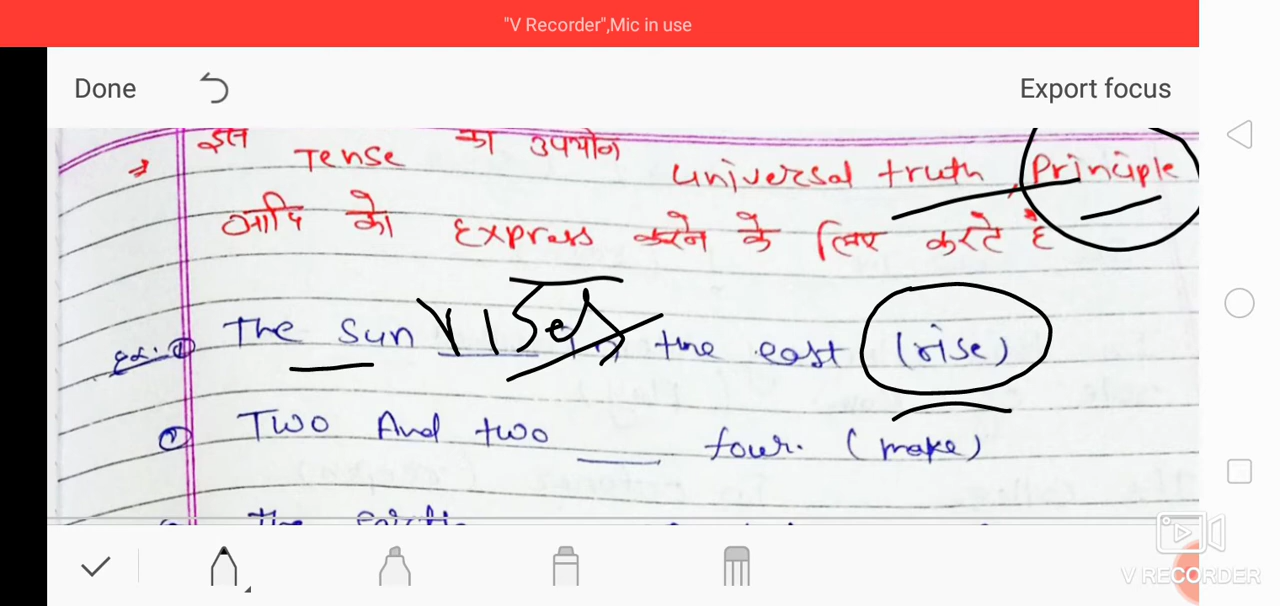 "V Recorder",Mic in use
Done Export focus
इस Tense का उपयोग universal truth, Principle
आदि को Express करने के लिए करते है
Ex:- ① The Sun rises in the east (rise)
② Two And two ____ four. (make)
V RECORDER